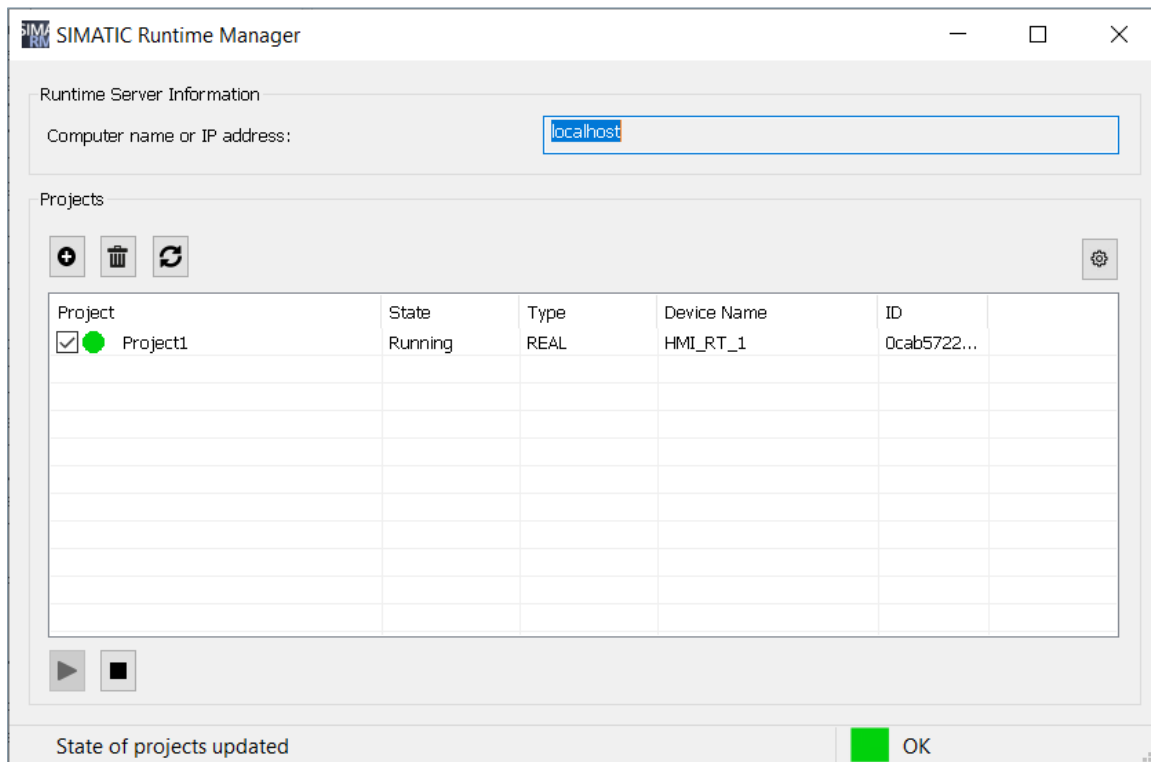 SIMATIC Runtime Manager
Runtime Server Information
Computer name or IP address: localhost
Projects
Project State Type Device Name ID
Project1 Running REAL HMI_RT_1 0cab5722...
State of projects updated OK